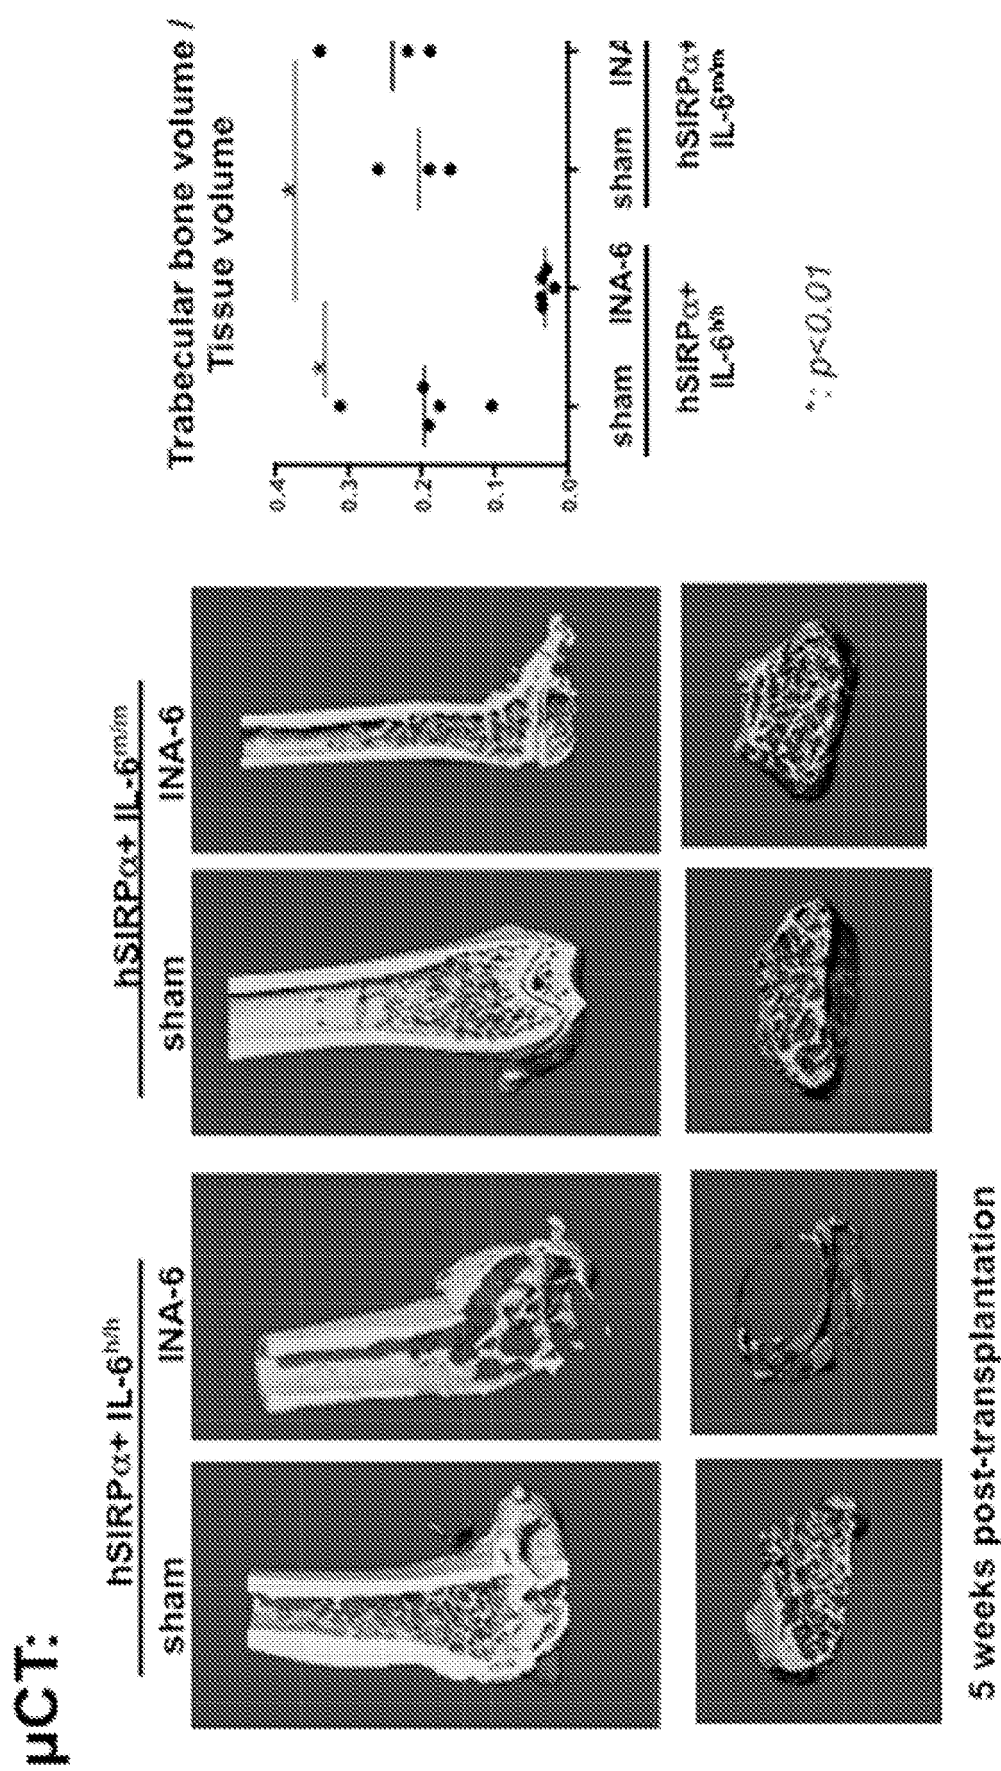 µCT:
hSIRPα+ IL-6h/h
hSIRPα+ IL-6m/m
sham
INA-6
sham
INA-6
5 weeks post-transplantation
Trabecular bone volume /
Tissue volume
*
*
0.4
0.3
0.2
0.1
0.0
sham
INA-6
sham
INA
hSIRPα+
IL-6h/h
hSIRPα+
IL-6m/m
*: p<0.01